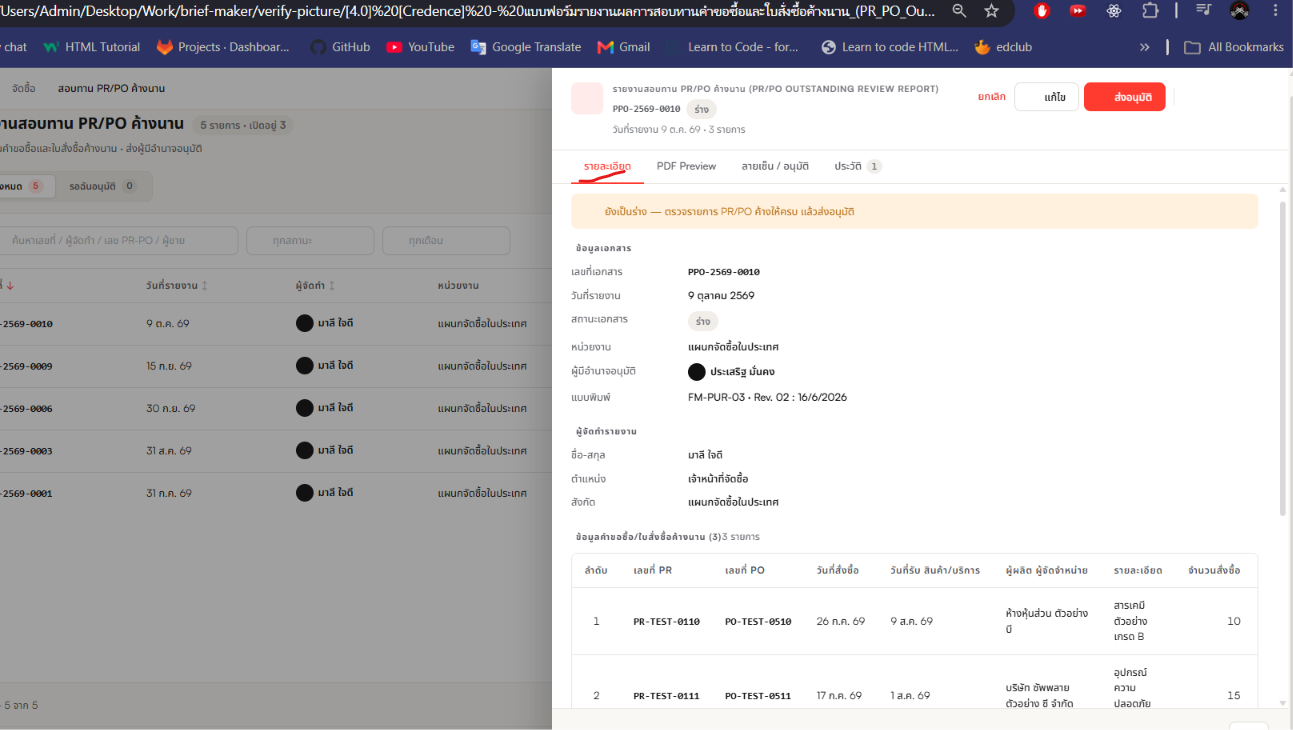 /Users/Admin/Desktop/Work/brief-maker/verify-picture/[4.0]%20[Credence]%20-%20แบบฟอร์มรายงานผลการสอบทานคำขอซื้อและใบสั่งซื้อค้างนาน_(PR_PO_Ou...
chat HTML Tutorial Projects · Dashboar... GitHub YouTube Google Translate Gmail Learn to Code - for... Learn to code HTML... edclub » All Bookmarks
จัดซื้อ สอบทาน PR/PO ค้างนาน
านสอบทาน PR/PO ค้างนาน 5 รายการ · เปิดอยู่ 3
คำขอซื้อและใบสั่งซื้อค้างนาน · ส่งผู้มีอำนาจอนุมัติ
5 รอฉันอนุมัติ 0
ค้นหาเลขที่ / ผู้จัดทำ / เลข PR-PO / ผู้ขาย ทุกสถานะ ทุกเดือน
วันที่รายงาน ผู้จัดทำ หน่วยงาน
-2569-0010 9 ต.ค. 69 มาลี ใจดี แผนกจัดซื้อในประเทศ
-2569-0009 15 ก.ย. 69 มาลี ใจดี แผนกจัดซื้อในประเทศ
-2569-0006 30 ก.ย. 69 มาลี ใจดี แผนกจัดซื้อในประเทศ
-2569-0003 31 ส.ค. 69 มาลี ใจดี แผนกจัดซื้อในประเทศ
-2569-0001 31 ก.ค. 69 มาลี ใจดี แผนกจัดซื้อในประเทศ
5 จาก 5
รายงานสอบทาน PR/PO ค้างนาน (PR/PO OUTSTANDING REVIEW REPORT)
PPO-2569-0010 ร่าง
วันที่รายงาน 9 ต.ค. 69 · 3 รายการ
ยกเลิก แก้ไข ส่งอนุมัติ
รายละเอียด PDF Preview ลายเซ็น / อนุมัติ ประวัติ 1
ยังเป็นร่าง — ตรวจรายการ PR/PO ค้างให้ครบ แล้วส่งอนุมัติ
ข้อมูลเอกสาร
เลขที่เอกสาร PPO-2569-0010
วันที่รายงาน 9 ตุลาคม 2569
สถานะเอกสาร ร่าง
หน่วยงาน แผนกจัดซื้อในประเทศ
ผู้มีอำนาจอนุมัติ ประเสริฐ มั่นคง
แบบพิมพ์ FM-PUR-03 · Rev. 02 : 16/6/2026
ผู้จัดทำรายงาน
ชื่อ-สกุล มาลี ใจดี
ตำแหน่ง เจ้าหน้าที่จัดซื้อ
สังกัด แผนกจัดซื้อในประเทศ
ข้อมูลคำขอซื้อ/ใบสั่งซื้อค้างนาน (3)3 รายการ
ลำดับ เลขที่ PR เลขที่ PO วันที่สั่งซื้อ วันที่รับ สินค้า/บริการ ผู้ผลิต ผู้จัดจำหน่าย รายละเอียด จำนวนสั่งซื้อ
1 PR-TEST-0110 PO-TEST-0510 26 ก.ค. 69 9 ส.ค. 69 ห้างหุ้นส่วน ตัวอย่าง บี สารเคมี ตัวอย่าง เกรด B 10
2 PR-TEST-0111 PO-TEST-0511 17 ก.ค. 69 1 ส.ค. 69 บริษัท ซัพพลาย ตัวอย่าง ซี จำกัด อุปกรณ์ ความ ปลอดภัย 15